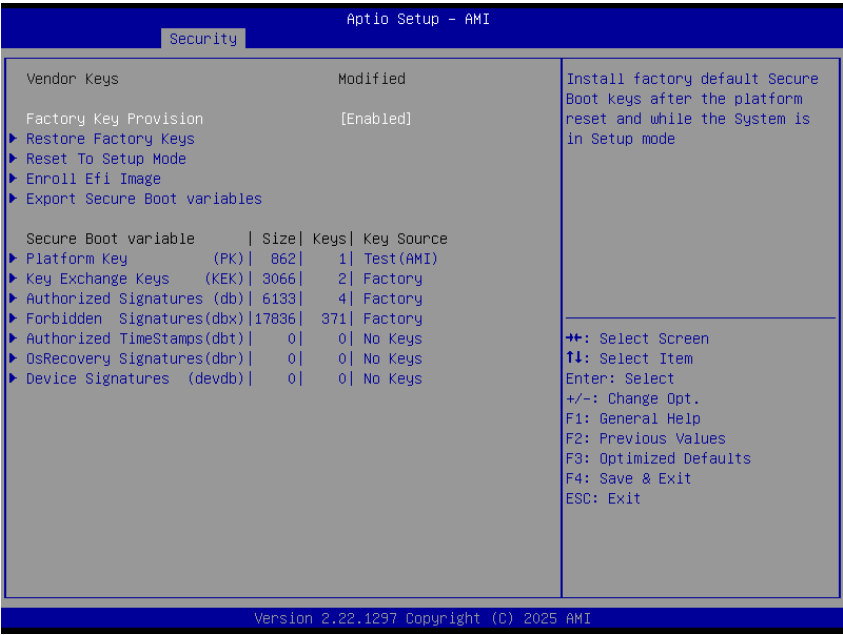 Aptio Setup – AMI
Security
Vendor Keys Modified
Factory Key Provision [Enabled]
Restore Factory Keys
Reset To Setup Mode
Enroll Efi Image
Export Secure Boot variables
Secure Boot variable | Size| Keys| Key Source
Platform Key (PK)| 862| 1| Test(AMI)
Key Exchange Keys (KEK)| 3066| 2| Factory
Authorized Signatures (db)| 6133| 4| Factory
Forbidden Signatures(dbx)|17836| 371| Factory
Authorized TimeStamps(dbt)| 0| 0| No Keys
OsRecovery Signatures(dbr)| 0| 0| No Keys
Device Signatures (devdb)| 0| 0| No Keys
Install factory default Secure
Boot keys after the platform
reset and while the System is
in Setup mode
→←: Select Screen
↑↓: Select Item
Enter: Select
+/-: Change Opt.
F1: General Help
F2: Previous Values
F3: Optimized Defaults
F4: Save & Exit
ESC: Exit
Version 2.22.1297 Copyright (C) 2025 AMI